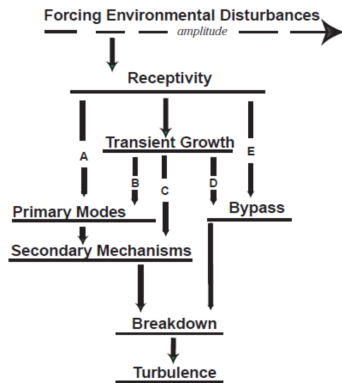 Forcing Environmental Disturbances
amplitude
Receptivity
Transient Growth
A
E
B
C
D
Primary Modes
Bypass
Secondary Mechanisms
Breakdown
Turbulence